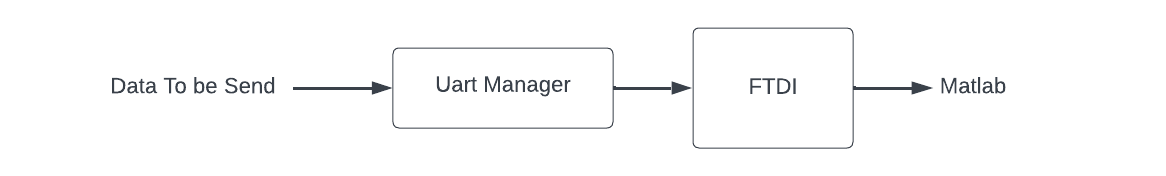 Data To be Send
Uart Manager
FTDI
Matlab